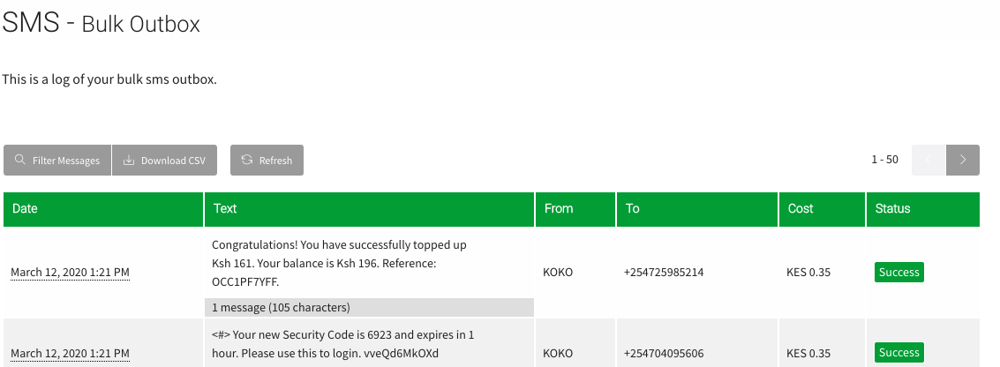 SMS - Bulk Outbox
This is a log of your bulk sms outbox.
Filter Messages Download CSV Refresh 1 - 50
Date Text From To Cost Status
Congratulations! You have successfully topped up
Ksh 161. Your balance is Ksh 196. Reference:
OCC1PF7YFF.
March 12, 2020 1:21 PM KOKO +254725985214 KES 0.35 Success
1 message (105 characters)
<#> Your new Security Code is 6923 and expires in 1
hour. Please use this to login. vveQd6MkOXd
March 12, 2020 1:21 PM KOKO +254704095606 KES 0.35 Success